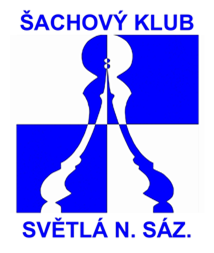 ŠACHOVÝ KLUB
SVĚTLÁ N. SÁZ.